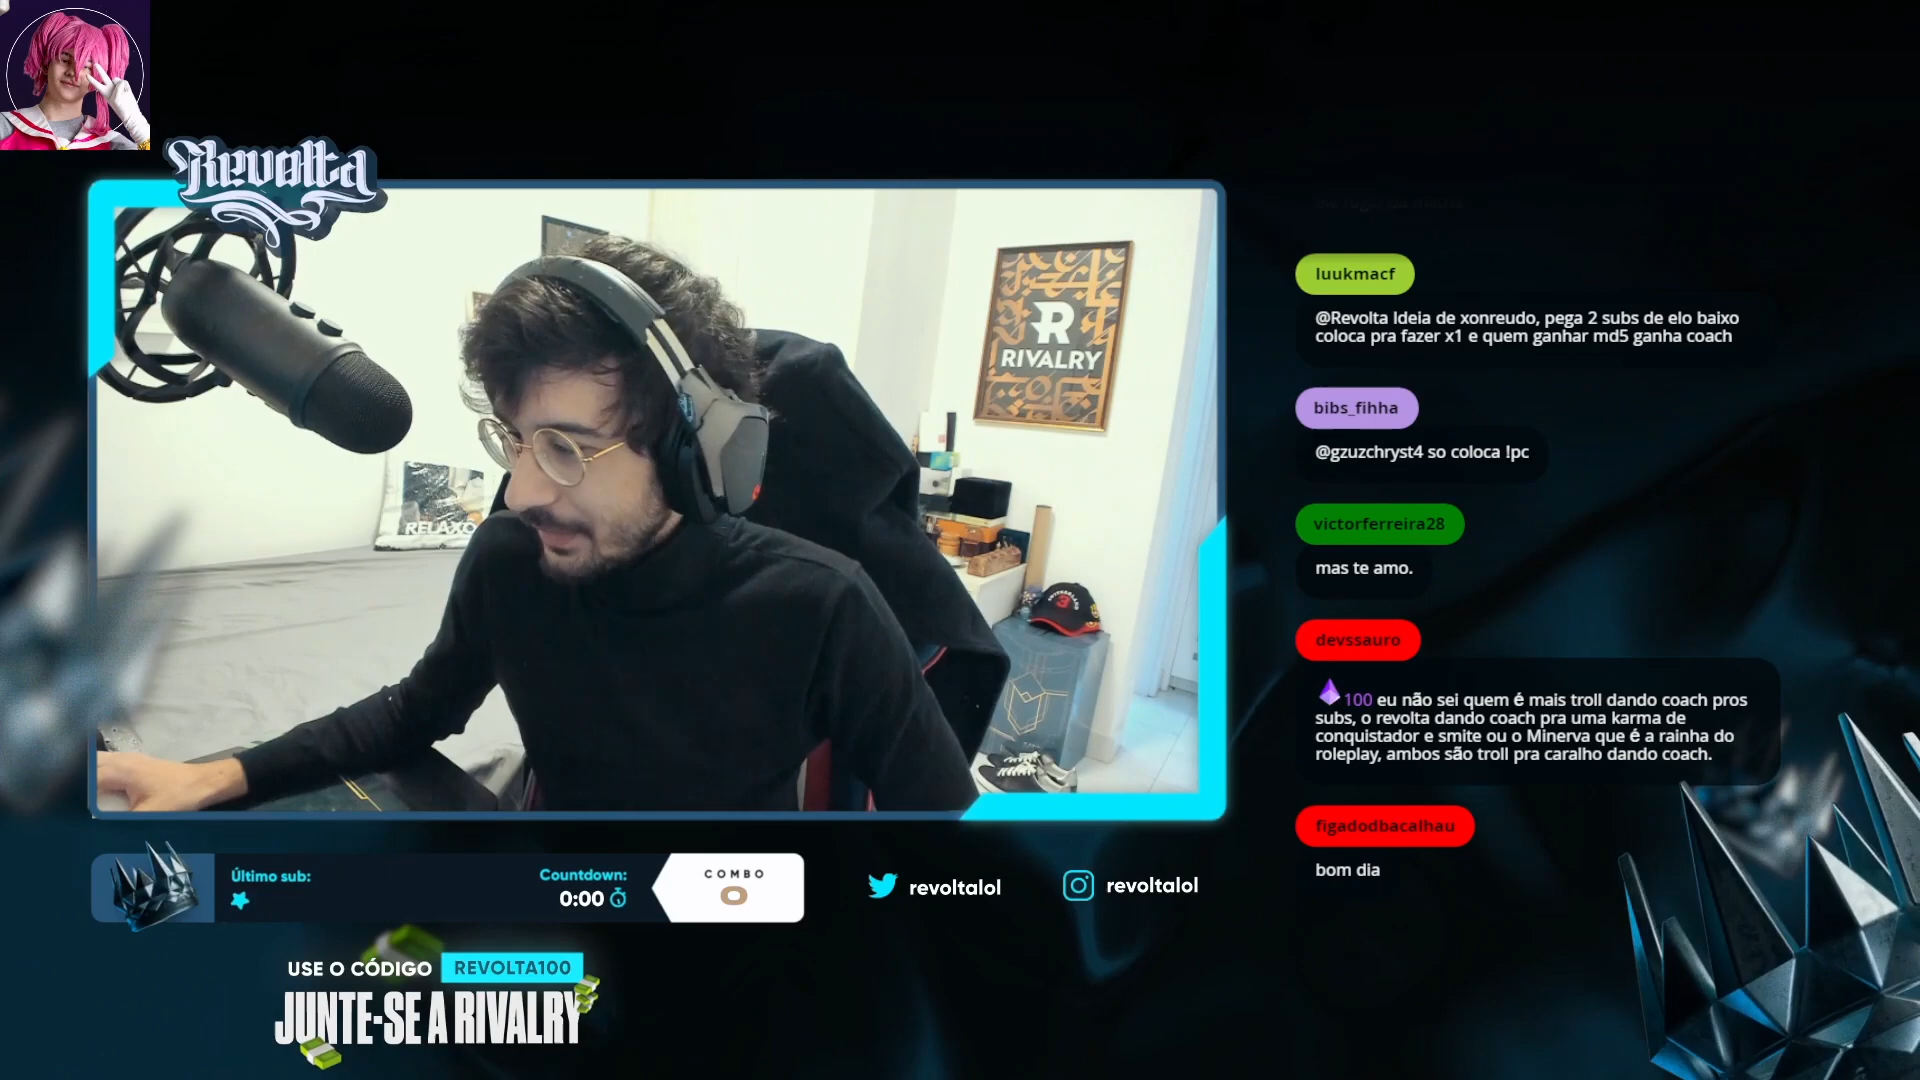 Revolta
R
RIVALRY
RELAXO
3
luukmacf
@Revolta Ideia de xonreudo, pega 2 subs de elo baixo
coloca pra fazer x1 e quem ganhar md5 ganha coach
bibs_fihha
@gzuzchryst4 so coloca !pc
victorferreira28
mas te amo.
devssauro
100 eu não sei quem é mais troll dando coach pros
subs, o revolta dando coach pra uma karma de
conquistador e smite ou o Minerva que é a rainha do
roleplay, ambos são troll pra caralho dando coach.
figadodbacalhau
bom dia
Último sub:
Countdown:
0:00
COMBO
0
revoltalol
revoltalol
USE O CÓDIGO REVOLTA100
JUNTE-SE A RIVALRY